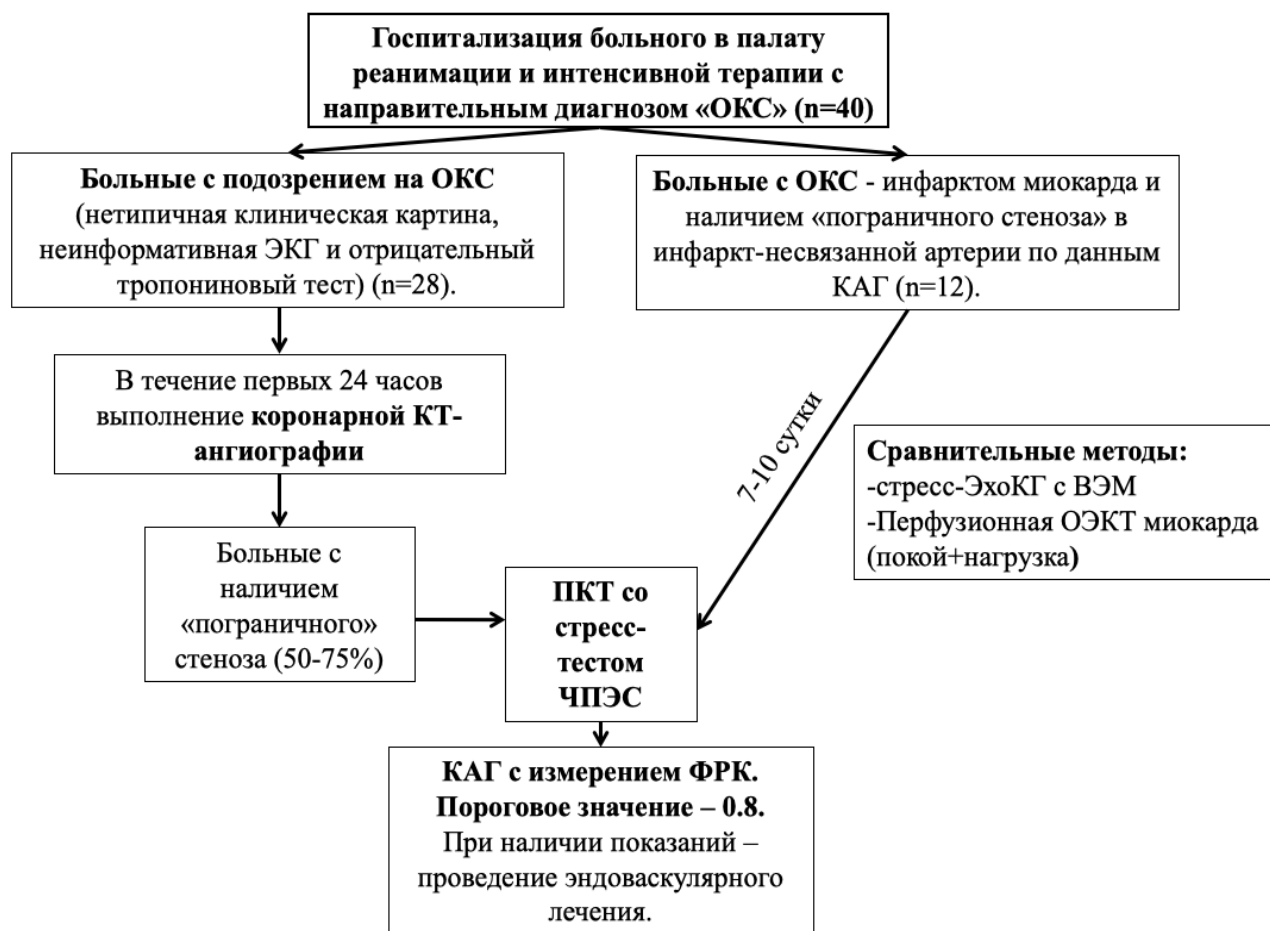 Госпитализация больного в палату
реанимации и интенсивной терапии с
направительным диагнозом «ОКС» (n=40)
Больные с подозрением на ОКС
(нетипичная клиническая картина,
неинформативная ЭКГ и отрицательный
тропониновый тест) (n=28).
Больные с ОКС - инфарктом миокарда и
наличием «пограничного стеноза» в
инфаркт-несвязанной артерии по данным
КАГ (n=12).
В течение первых 24 часов
выполнение коронарной КТ-
ангиографии
7-10 сутки
Сравнительные методы:
-стресс-ЭхоКГ с ВЭМ
-Перфузионная ОЭКТ миокарда
(покой+нагрузка)
Больные с
наличием
«пограничного»
стеноза (50-75%)
ПКТ со
стресс-
тестом
ЧПЭС
КАГ с измерением ФРК.
Пороговое значение – 0.8.
При наличии показаний –
проведение эндоваскулярного
лечения.